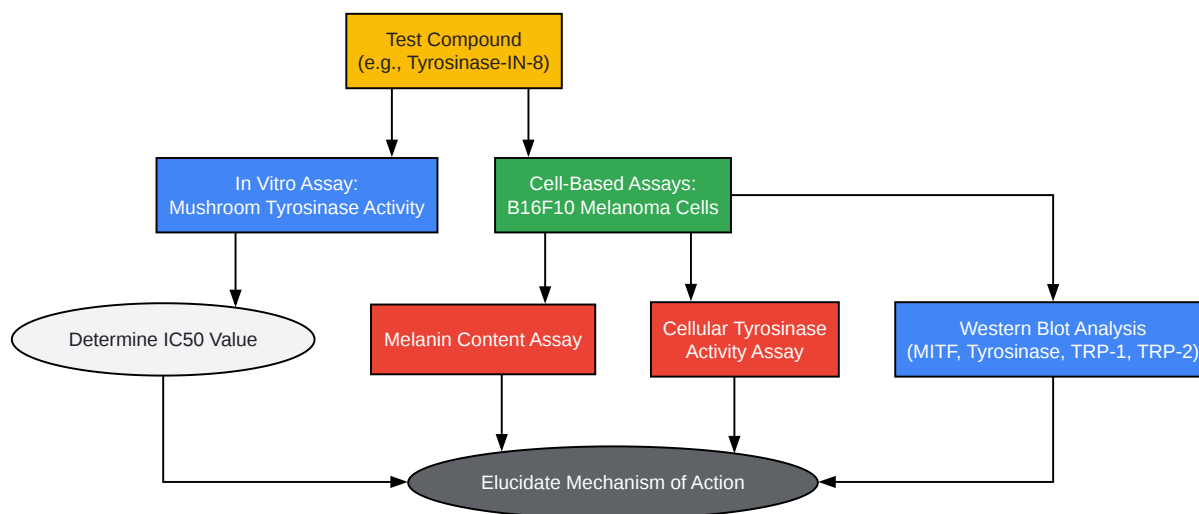 Test Compound
(e.g., Tyrosinase-IN-8)
In Vitro Assay:
Mushroom Tyrosinase Activity
Cell-Based Assays:
B16F10 Melanoma Cells
Determine IC50 Value
Melanin Content Assay
Cellular Tyrosinase
Activity Assay
Western Blot Analysis
(MITF, Tyrosinase, TRP-1, TRP-2)
Elucidate Mechanism of Action